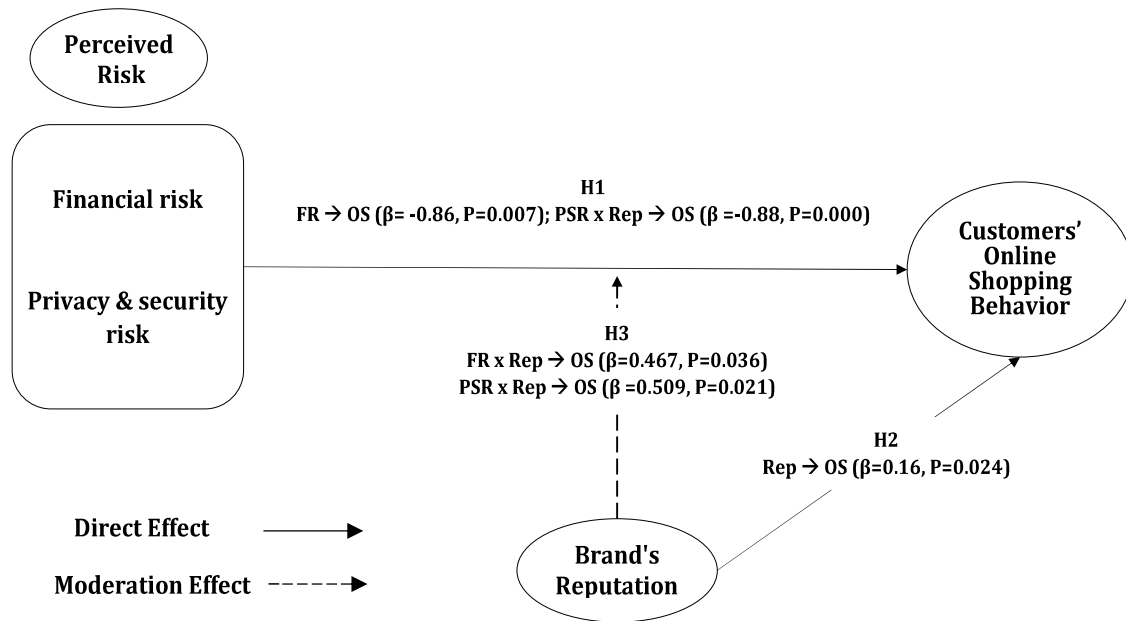 Perceived
Risk
Financial risk
Privacy & security
risk
H1
FR → OS (β= -0.86, P=0.007); PSR x Rep → OS (β =-0.88, P=0.000)
Customers’
Online
Shopping
Behavior
H3
FR x Rep → OS (β=0.467, P=0.036)
PSR x Rep → OS (β =0.509, P=0.021)
H2
Rep → OS (β=0.16, P=0.024)
Direct Effect
Moderation Effect
Brand's
Reputation